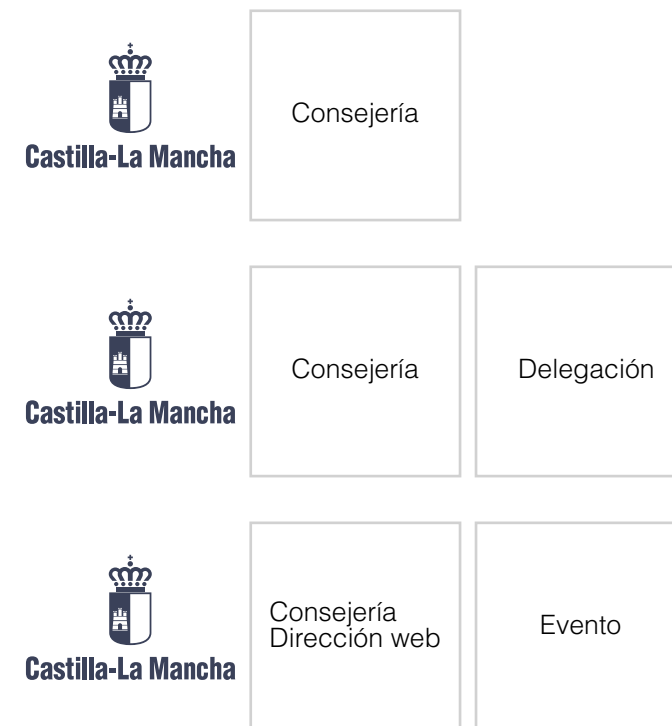 Consejería
Castilla-La Mancha
Consejería
Delegación
Castilla-La Mancha
Consejería
Dirección web
Evento
Castilla-La Mancha